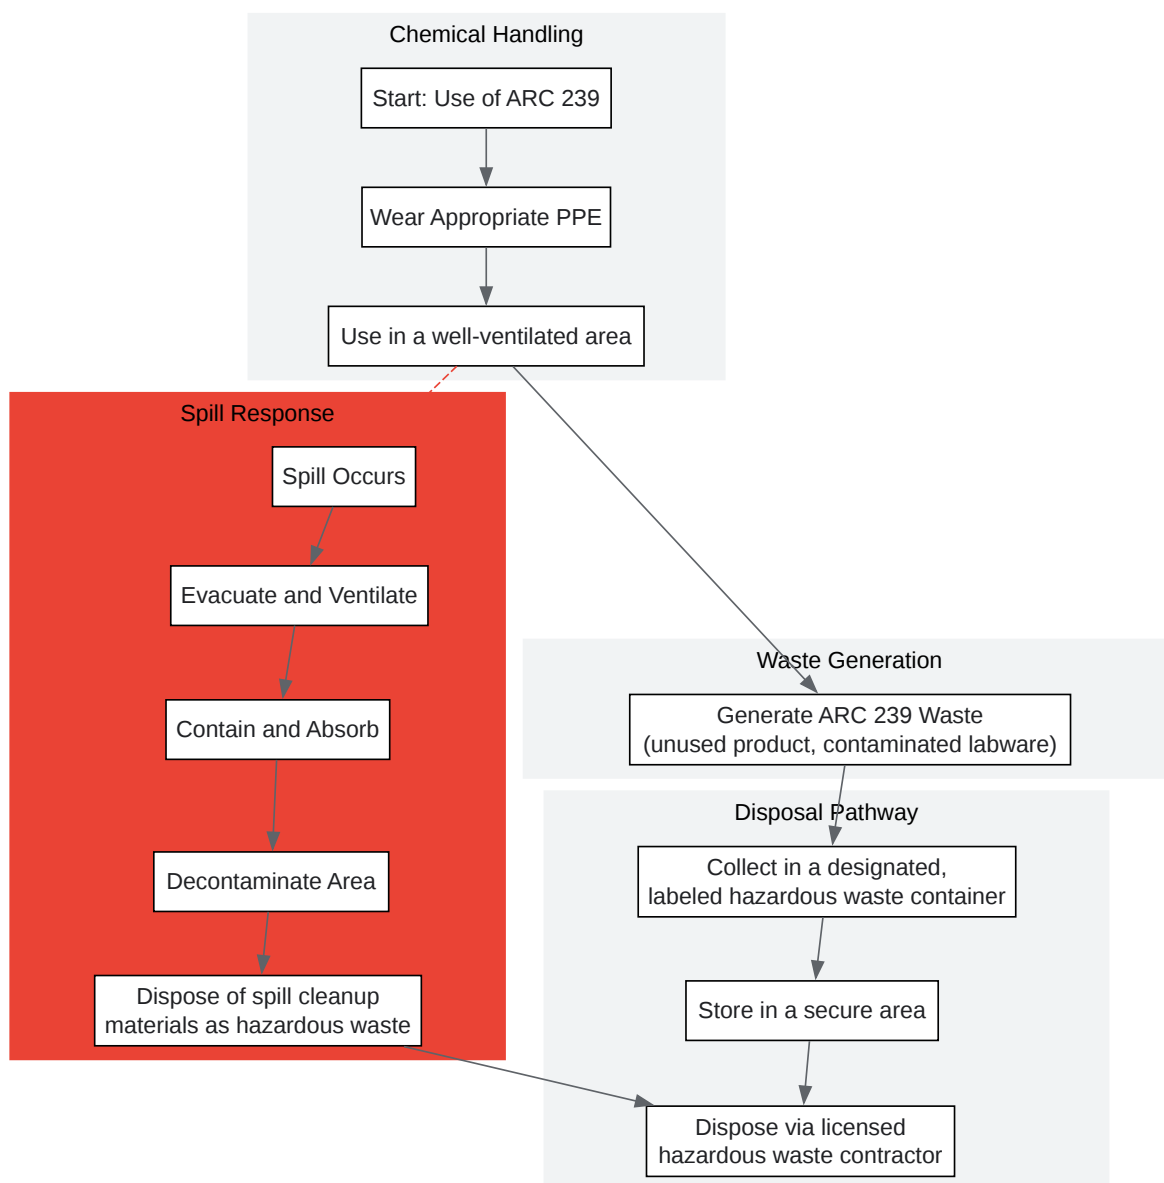 Chemical Handling
Start: Use of ARC 239
Wear Appropriate PPE
Use in a well-ventilated area
Spill Response
Spill Occurs
Evacuate and Ventilate
Contain and Absorb
Decontaminate Area
Dispose of spill cleanup
materials as hazardous waste
Waste Generation
Generate ARC 239 Waste
(unused product, contaminated labware)
Disposal Pathway
Collect in a designated,
labeled hazardous waste container
Store in a secure area
Dispose via licensed
hazardous waste contractor